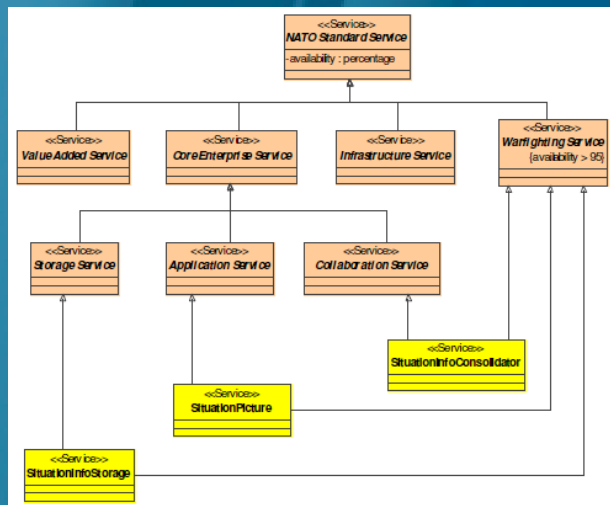 <<Service>>
NATO Standard Service
-availability : percentage
<<Service>>
Value Added Service
<<Service>>
Core Enterprise Service
<<Service>>
Infrastructure Service
<<Service>>
Warfighting Service
{availability > 95}
<<Service>>
Storage Service
<<Service>>
Application Service
<<Service>>
Collaboration Service
<<Service>>
SituationInfoConsolidator
<<Service>>
SituationPicture
<<Service>>
SituationInfoStorage